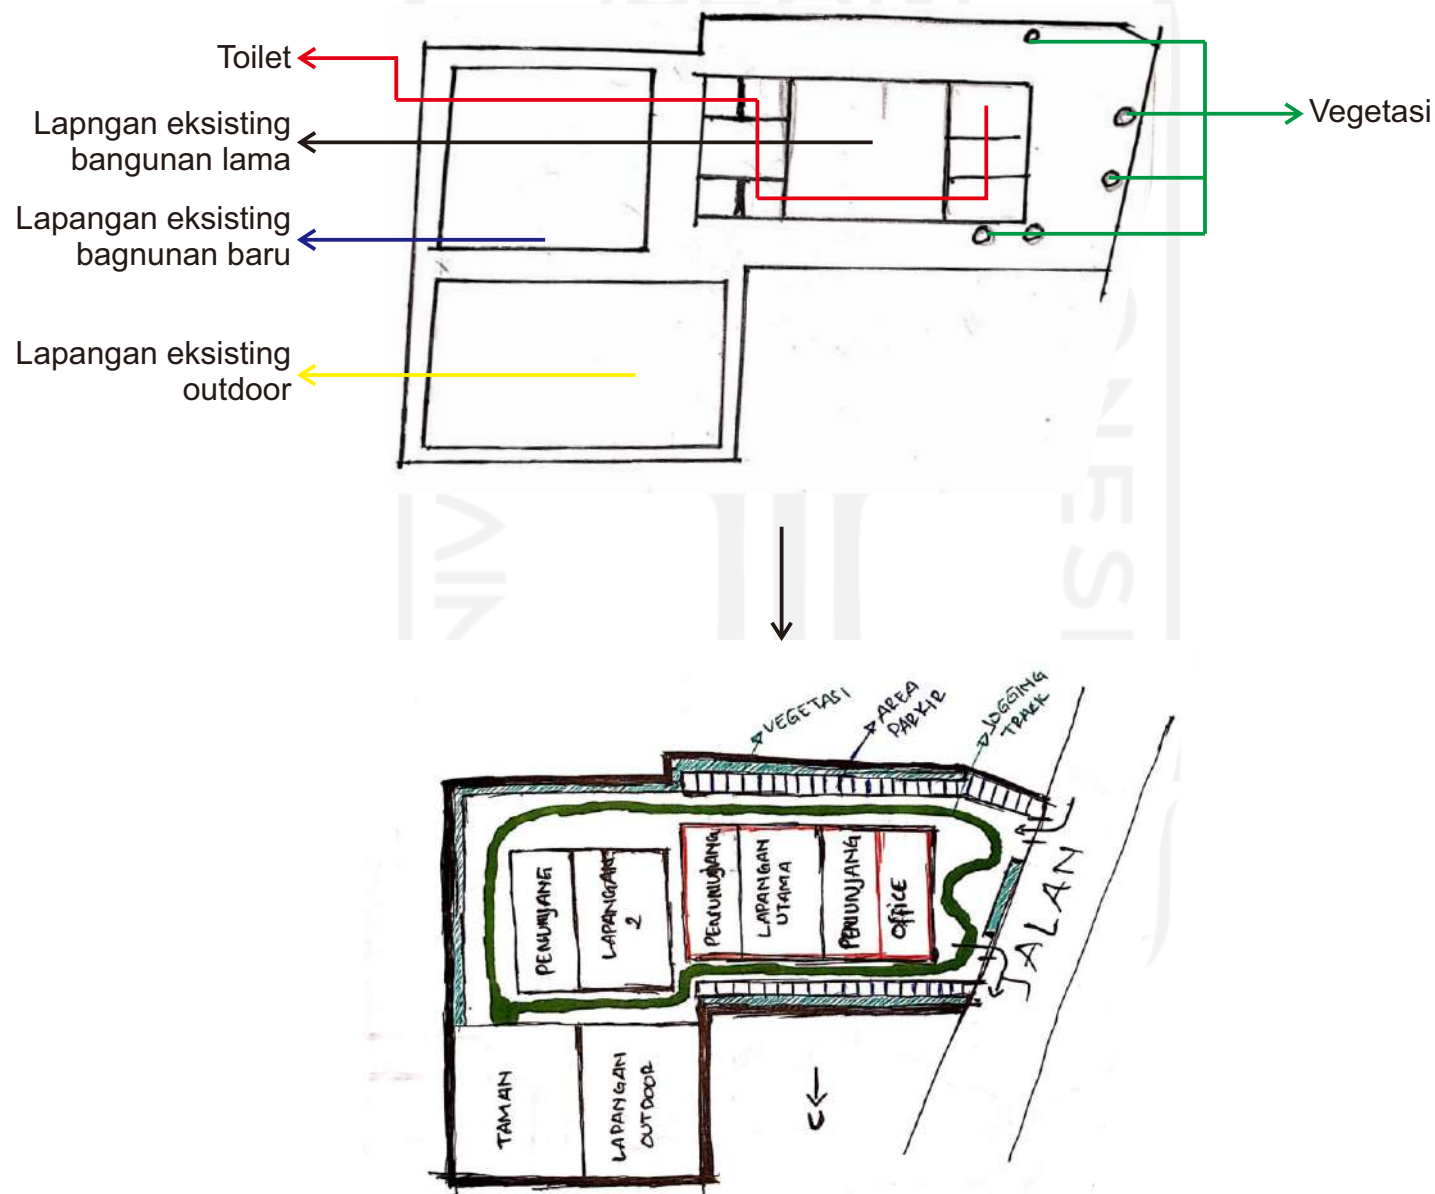 Toilet
Lapngan eksisting
bangunan lama
Lapangan eksisting
bagnunan baru
Lapangan eksisting
outdoor
Vegetasi
VEGETASI
AREA
PARKIR
JOGGING
TRACK
PENUNJANG
LAPANGAN
2
PENUNJANG
LAPANGAN
UTAMA
PENUNJANG
OFFICE
JALAN
TAMAN
LAPANGAN
OUTDOOR
U